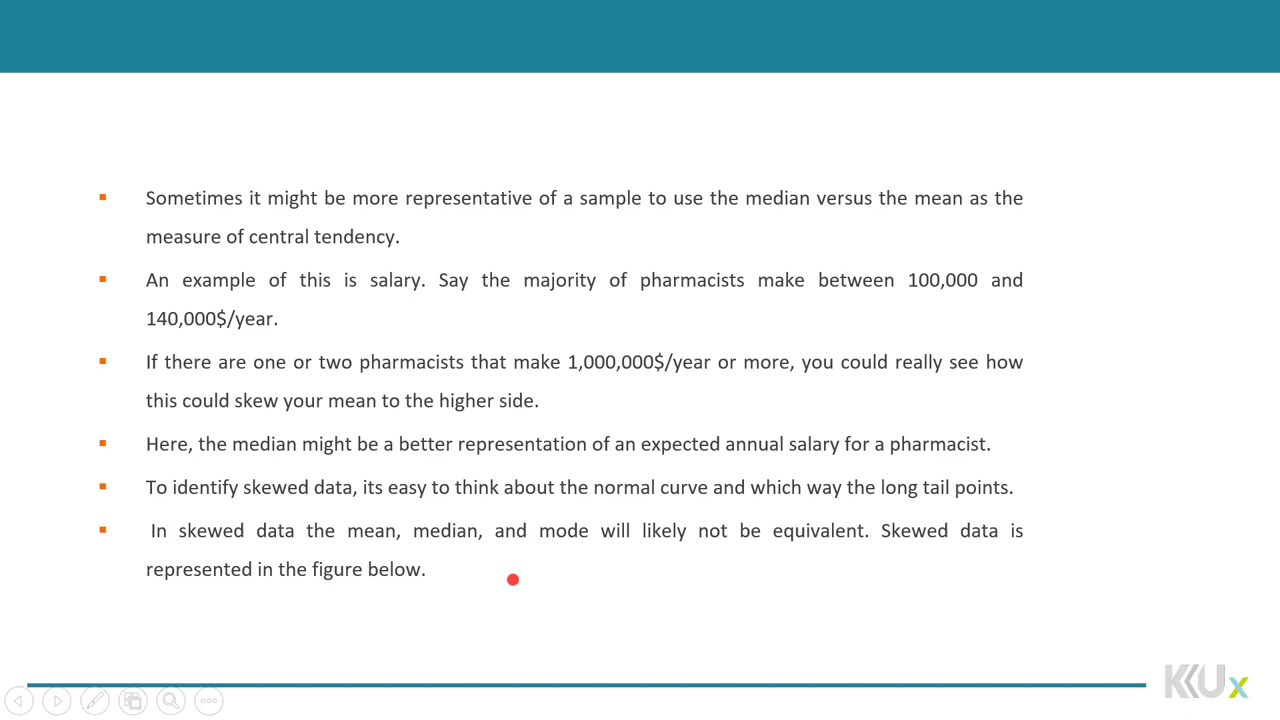 Sometimes it might be more representative of a sample to use the median versus the mean as the
measure of central tendency.
An example of this is salary. Say the majority of pharmacists make between 100,000 and
140,000$/year.
If there are one or two pharmacists that make 1,000,000$/year or more, you could really see how
this could skew your mean to the higher side.
Here, the median might be a better representation of an expected annual salary for a pharmacist.
To identify skewed data, its easy to think about the normal curve and which way the long tail points.
In skewed data the mean, median, and mode will likely not be equivalent. Skewed data is
represented in the figure below.
KKUx